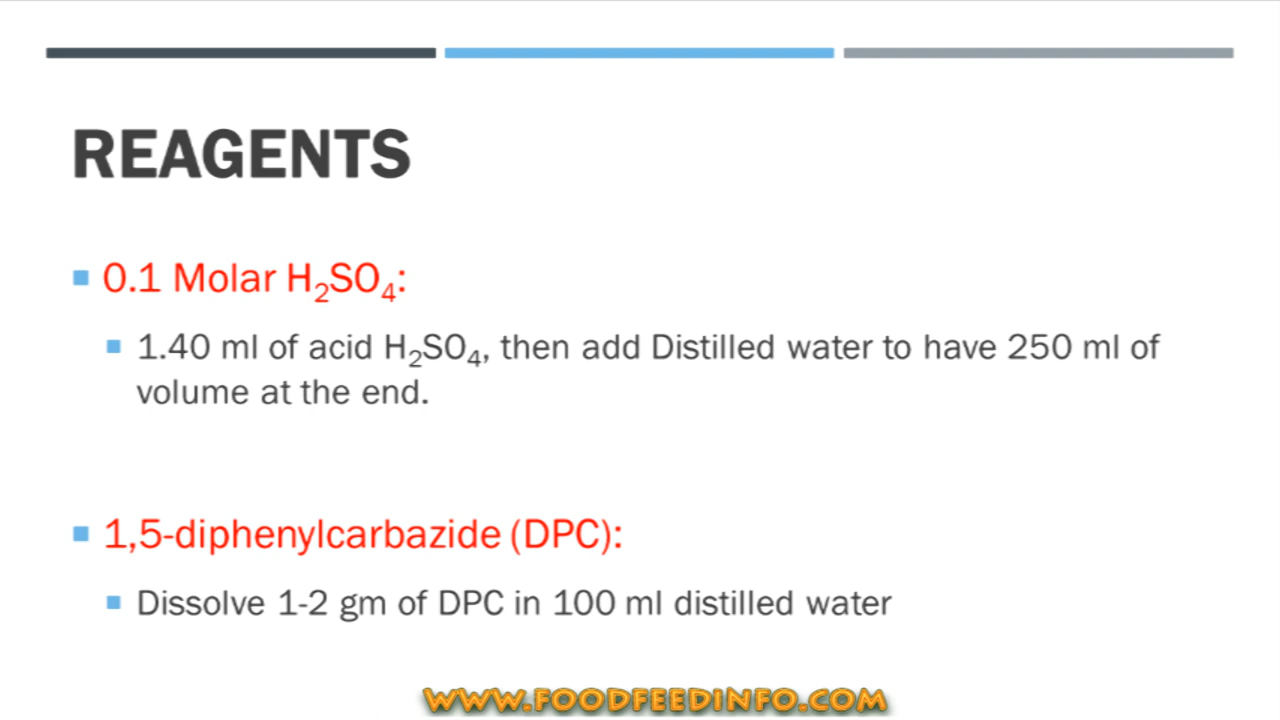 REAGENTS
0.1 Molar H₂SO₄:
1.40 ml of acid H₂SO₄, then add Distilled water to have 250 ml of
volume at the end.
1,5-diphenylcarbazide (DPC):
Dissolve 1-2 gm of DPC in 100 ml distilled water
WWW.FOODFEEDINFO.COM